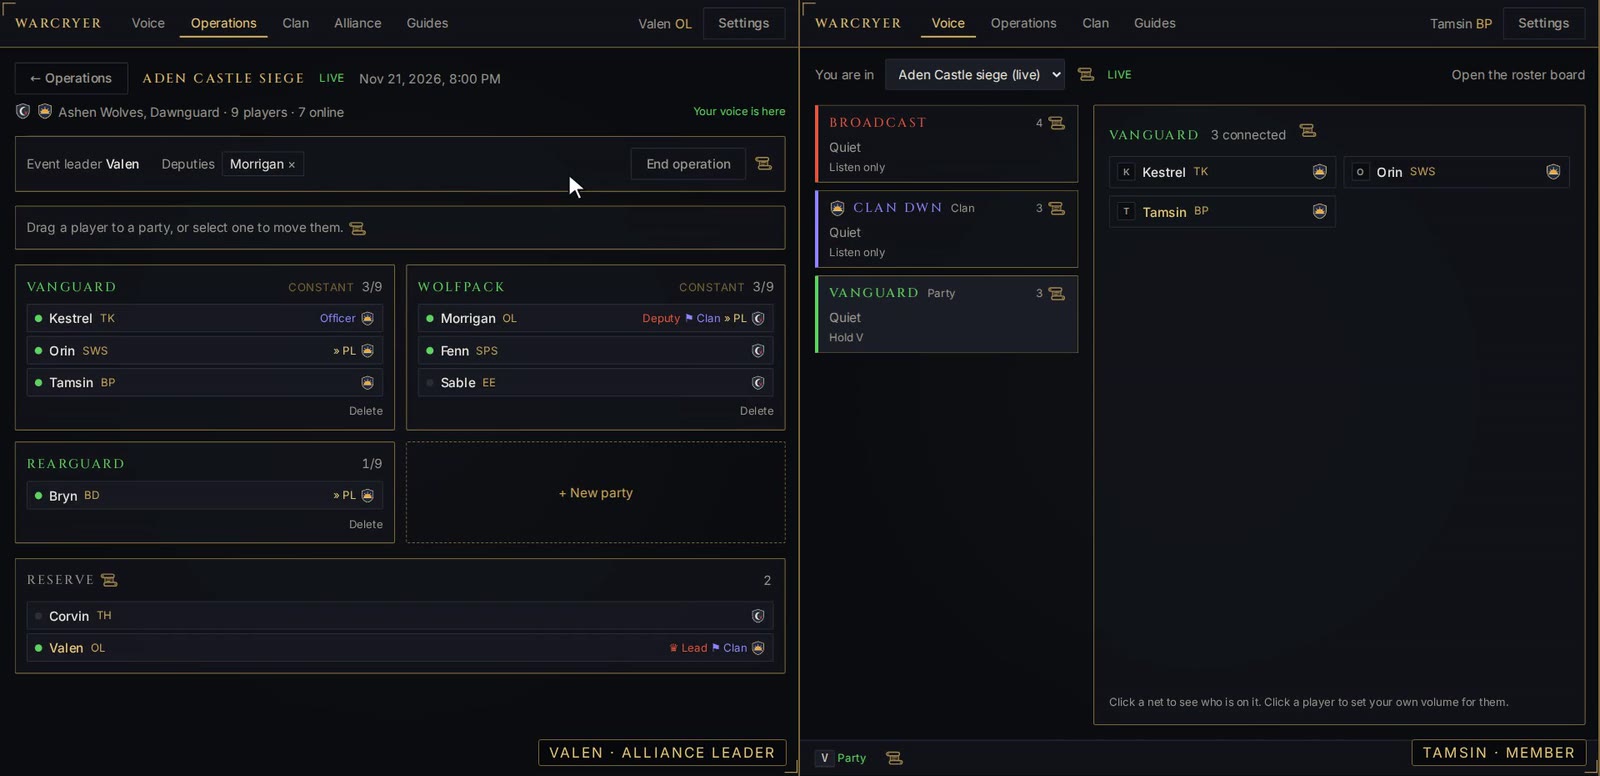 WARCRYER Voice Operations Clan Alliance Guides Valen OL Settings
← Operations ADEN CASTLE SIEGE LIVE Nov 21, 2026, 8:00 PM
Ashen Wolves, Dawnguard · 9 players · 7 online Your voice is here
Event leader Valen Deputies Morrigan × End operation
Drag a player to a party, or select one to move them.
VANGUARD CONSTANT 3/9
Kestrel TK Officer
Orin SWS » PL
Tamsin BP
Delete
WOLFPACK CONSTANT 3/9
Morrigan OL Deputy Clan » PL
Fenn SPS
Sable EE
Delete
REARGUARD 1/9
Bryn BD » PL
Delete
+ New party
RESERVE 2
Corvin TH
Valen OL Lead Clan
VALEN · ALLIANCE LEADER
WARCRYER Voice Operations Clan Guides Tamsin BP Settings
You are in Aden Castle siege (live) LIVE Open the roster board
BROADCAST 4
Quiet
Listen only
CLAN DWN Clan 3
Quiet
Listen only
VANGUARD Party 3
Quiet
Hold V
VANGUARD 3 connected
K Kestrel TK
O Orin SWS
T Tamsin BP
Click a net to see who is on it. Click a player to set your own volume for them.
V Party
TAMSIN · MEMBER